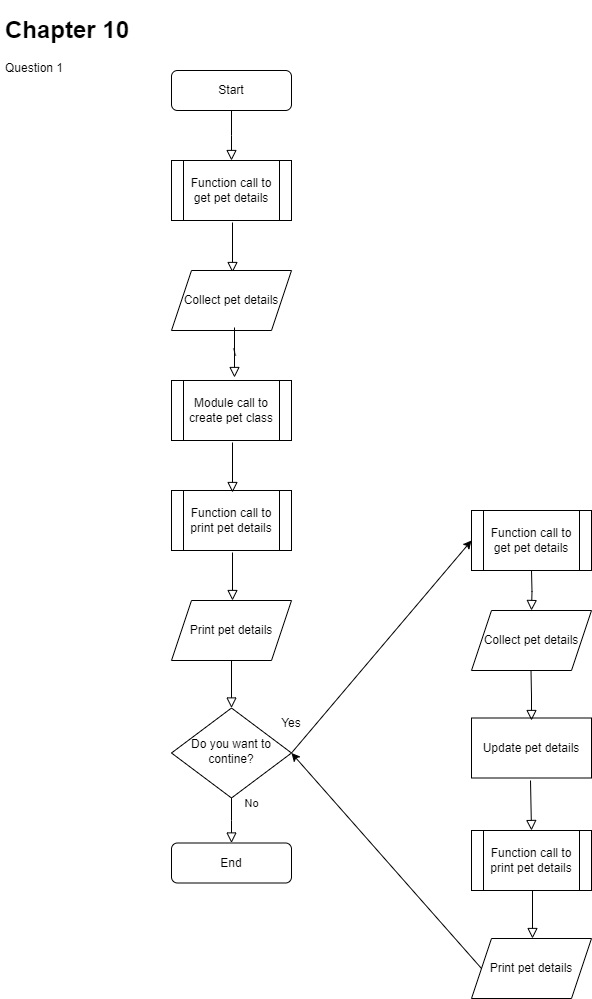 Chapter 10
Question 1
Start
Function call to
get pet details
Collect pet details
Module call to
create pet class
Function call to
print pet details
Print pet details
Do you want to
contine?
Yes
No
End
Function call to
get pet details
Collect pet details
Update pet details
Function call to
print pet details
Print pet details